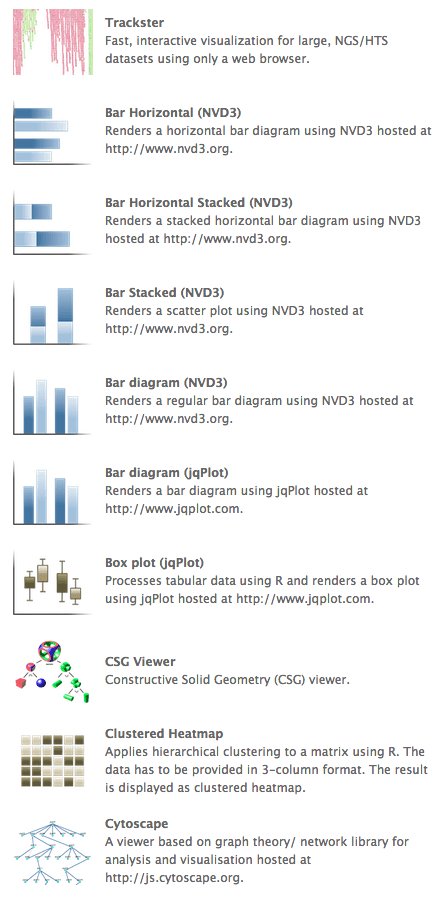 Trackster
Fast, interactive visualization for large, NGS/HTS
datasets using only a web browser.
Bar Horizontal (NVD3)
Renders a horizontal bar diagram using NVD3 hosted at
http://www.nvd3.org.
Bar Horizontal Stacked (NVD3)
Renders a stacked horizontal bar diagram using NVD3
hosted at http://www.nvd3.org.
Bar Stacked (NVD3)
Renders a scatter plot using NVD3 hosted at
http://www.nvd3.org.
Bar diagram (NVD3)
Renders a regular bar diagram using NVD3 hosted at
http://www.nvd3.org.
Bar diagram (jqPlot)
Renders a bar diagram using jqPlot hosted at
http://www.jqplot.com.
Box plot (jqPlot)
Processes tabular data using R and renders a box plot
using jqPlot hosted at http://www.jqplot.com.
CSG Viewer
Constructive Solid Geometry (CSG) viewer.
Clustered Heatmap
Applies hierarchical clustering to a matrix using R. The
data has to be provided in 3-column format. The result
is displayed as clustered heatmap.
Cytoscape
A viewer based on graph theory/ network library for
analysis and visualisation hosted at
http://js.cytoscape.org.